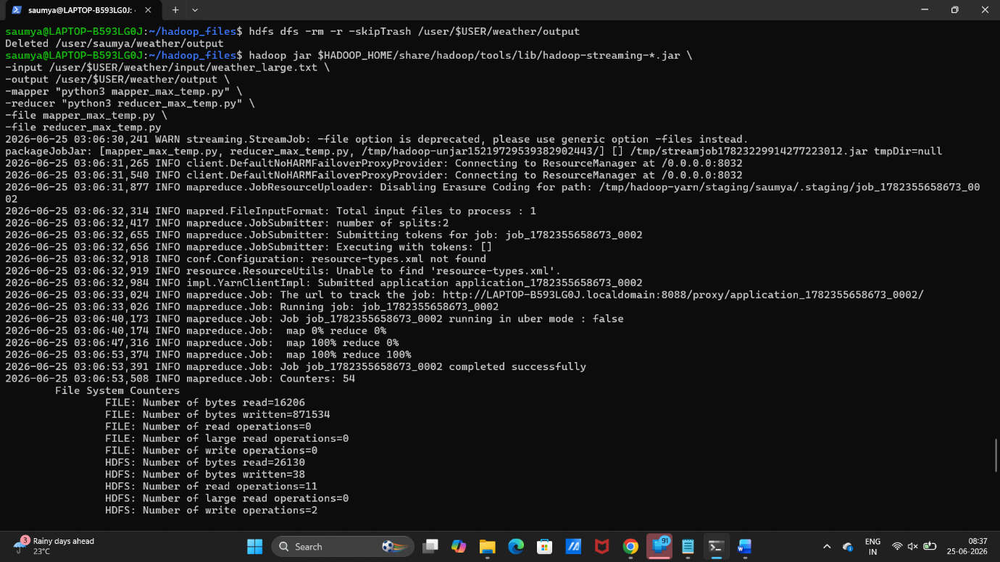 saumya@LAPTOP-B593LG0J: ~
saumya@LAPTOP-B593LG0J:~/hadoop_files$ hdfs dfs -rm -r -skipTrash /user/$USER/weather/output
Deleted /user/saumya/weather/output
saumya@LAPTOP-B593LG0J:~/hadoop_files$ hadoop jar $HADOOP_HOME/share/hadoop/tools/lib/hadoop-streaming-*.jar \
-input /user/$USER/weather/input/weather_large.txt \
-output /user/$USER/weather/output \
-mapper "python3 mapper_max_temp.py" \
-reducer "python3 reducer_max_temp.py" \
-file mapper_max_temp.py \
-file reducer_max_temp.py
2026-06-25 03:06:30,241 WARN streaming.StreamJob: -file option is deprecated, please use generic option -files instead.
packageJobJar: [mapper_max_temp.py, reducer_max_temp.py, /tmp/hadoop-unjar15219729539382902443/] [] /tmp/streamjob17823229914277223012.jar tmpDir=null
2026-06-25 03:06:31,265 INFO client.DefaultNoHARMFailoverProxyProvider: Connecting to ResourceManager at /0.0.0.0:8032
2026-06-25 03:06:31,540 INFO client.DefaultNoHARMFailoverProxyProvider: Connecting to ResourceManager at /0.0.0.0:8032
2026-06-25 03:06:31,877 INFO mapreduce.JobResourceUploader: Disabling Erasure Coding for path: /tmp/hadoop-yarn/staging/saumya/.staging/job_1782355658673_00
02
2026-06-25 03:06:32,314 INFO mapred.FileInputFormat: Total input files to process : 1
2026-06-25 03:06:32,417 INFO mapreduce.JobSubmitter: number of splits:2
2026-06-25 03:06:32,655 INFO mapreduce.JobSubmitter: Submitting tokens for job: job_1782355658673_0002
2026-06-25 03:06:32,656 INFO mapreduce.JobSubmitter: Executing with tokens: []
2026-06-25 03:06:32,918 INFO conf.Configuration: resource-types.xml not found
2026-06-25 03:06:32,919 INFO resource.ResourceUtils: Unable to find 'resource-types.xml'.
2026-06-25 03:06:32,984 INFO impl.YarnClientImpl: Submitted application application_1782355658673_0002
2026-06-25 03:06:33,024 INFO mapreduce.Job: The url to track the job: http://LAPTOP-B593LG0J.localdomain:8088/proxy/application_1782355658673_0002/
2026-06-25 03:06:33,026 INFO mapreduce.Job: Running job: job_1782355658673_0002
2026-06-25 03:06:40,173 INFO mapreduce.Job: Job job_1782355658673_0002 running in uber mode : false
2026-06-25 03:06:40,174 INFO mapreduce.Job:  map 0% reduce 0%
2026-06-25 03:06:47,316 INFO mapreduce.Job:  map 100% reduce 0%
2026-06-25 03:06:53,374 INFO mapreduce.Job:  map 100% reduce 100%
2026-06-25 03:06:53,391 INFO mapreduce.Job: Job job_1782355658673_0002 completed successfully
2026-06-25 03:06:53,508 INFO mapreduce.Job: Counters: 54
File System Counters
FILE: Number of bytes read=16206
FILE: Number of bytes written=871534
FILE: Number of read operations=0
FILE: Number of large read operations=0
FILE: Number of write operations=0
HDFS: Number of bytes read=26130
HDFS: Number of bytes written=38
HDFS: Number of read operations=11
HDFS: Number of large read operations=0
HDFS: Number of write operations=2
3
Rainy days ahead
23°C
Search
91
ENG
IN
08:37
25-06-2026